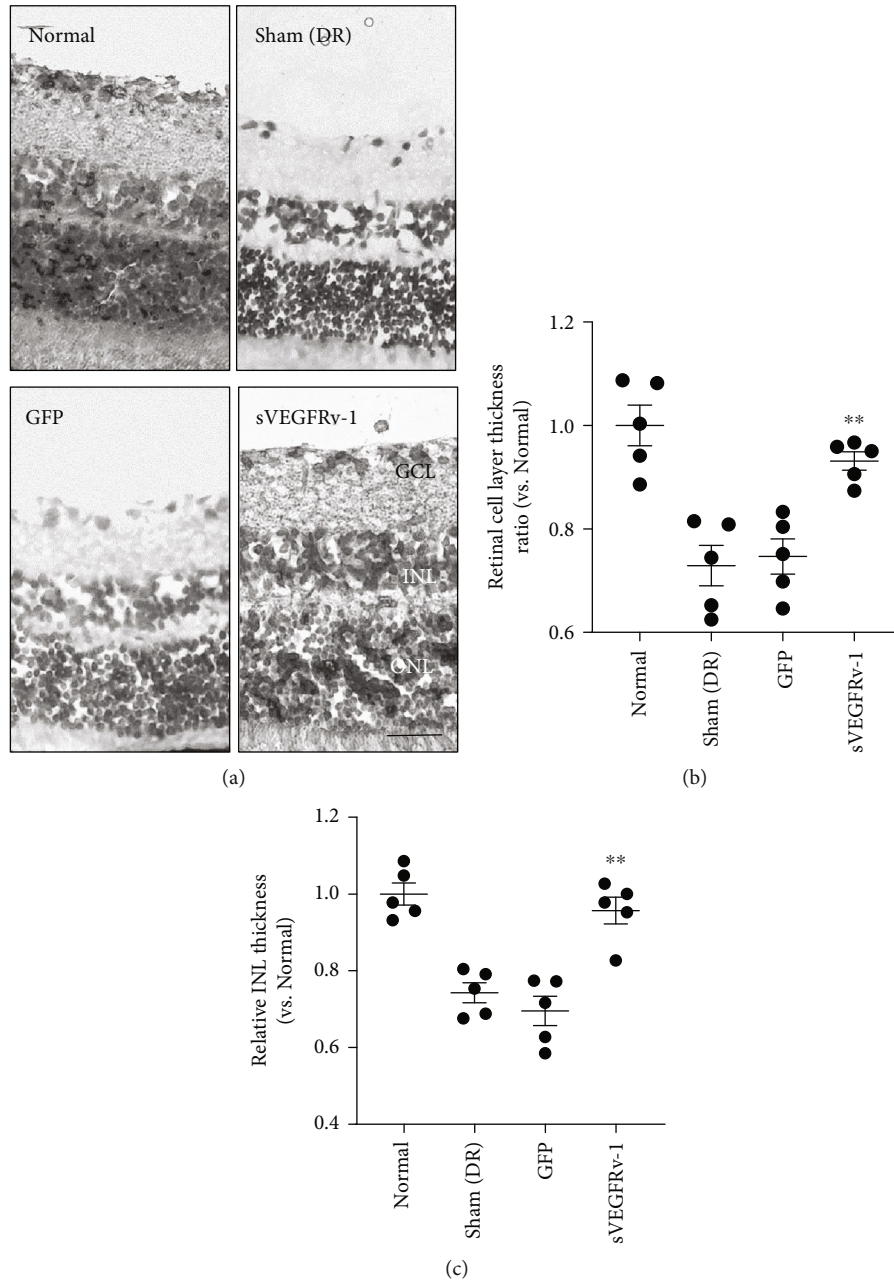 Normal
Sham (DR)
GFP
sVEGFRv-1
GCL
INL
ONL
(a)
Retinal cell layer thickness
ratio (vs. Normal)
1.2
1.0
0.8
0.6
Normal
Sham (DR)
GFP
sVEGFRv-1
**
(b)
Relative INL thickness
(vs. Normal)
1.2
1.0
0.8
0.6
0.4
Normal
Sham (DR)
GFP
sVEGFRv-1
**
(c)